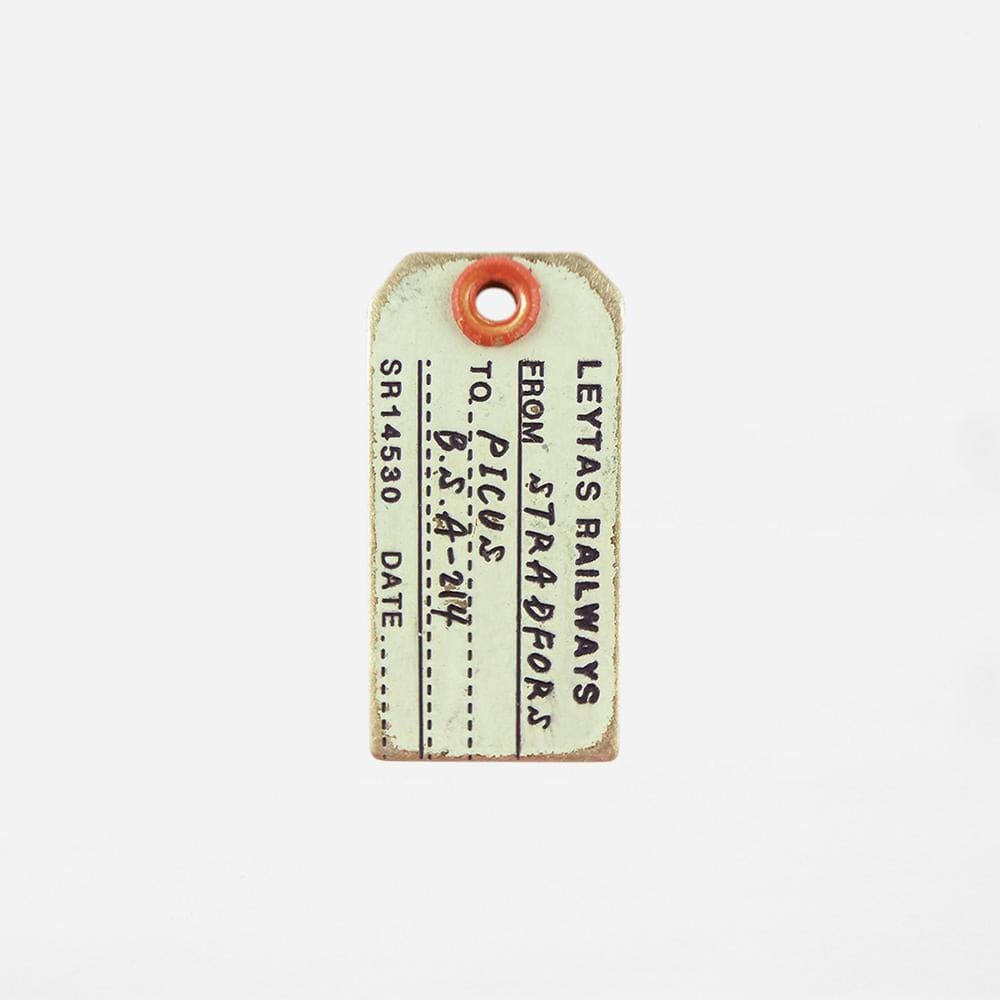 LEYTAS RAILWAYS
FROM STRADFORS
TO PICUS
B.S.A-214
SR14530 DATE